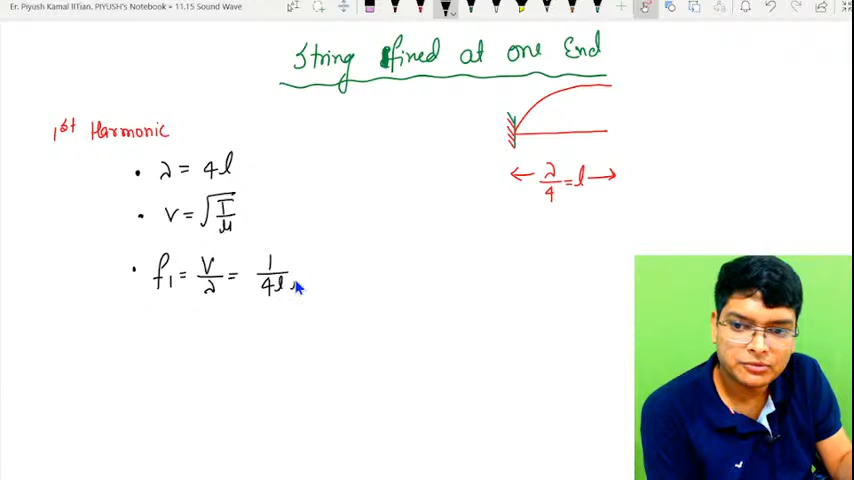 Er. Piyush Kamal IITian. PIYUSH's Notebook » 11.15 Sound Wave
String fixed at one End
1st Harmonic
• λ = 4l
• v = √(T/μ)
• f₁ = v/λ = 1/4l
λ/4 = l